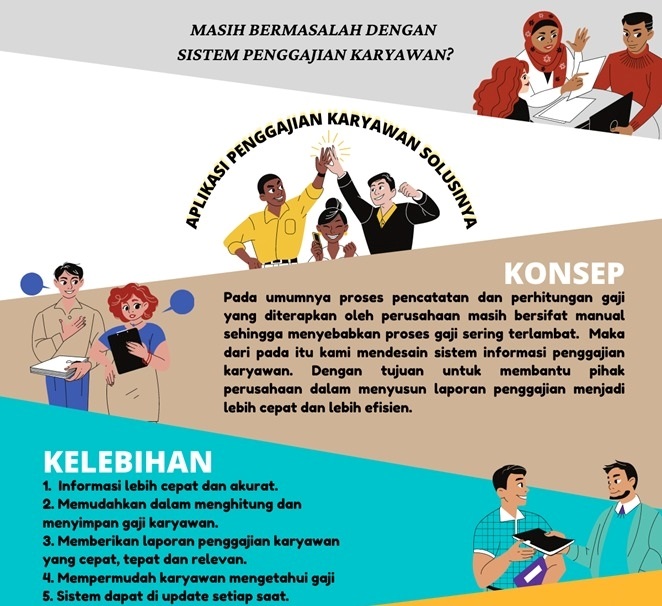 MASIH BERMASALAH DENGAN
SISTEM PENGGAJIAN KARYAWAN?
APLIKASI PENGGAJIAN KARYAWAN SOLUSINYA
KONSEP
Pada umumnya proses pencatatan dan perhitungan gaji
yang diterapkan oleh perusahaan masih bersifat manual
sehingga menyebabkan proses gaji sering terlambat. Maka
dari pada itu kami mendesain sistem informasi penggajian
karyawan. Dengan tujuan untuk membantu pihak
perusahaan dalam menyusun laporan penggajian menjadi
lebih cepat dan lebih efisien.
KELEBIHAN
1. Informasi lebih cepat dan akurat.
2. Memudahkan dalam menghitung dan
menyimpan gaji karyawan.
3. Memberikan laporan penggajian karyawan
yang cepat, tepat dan relevan.
4. Mempermudah karyawan mengetahui gaji
5. Sistem dapat di update setiap saat.